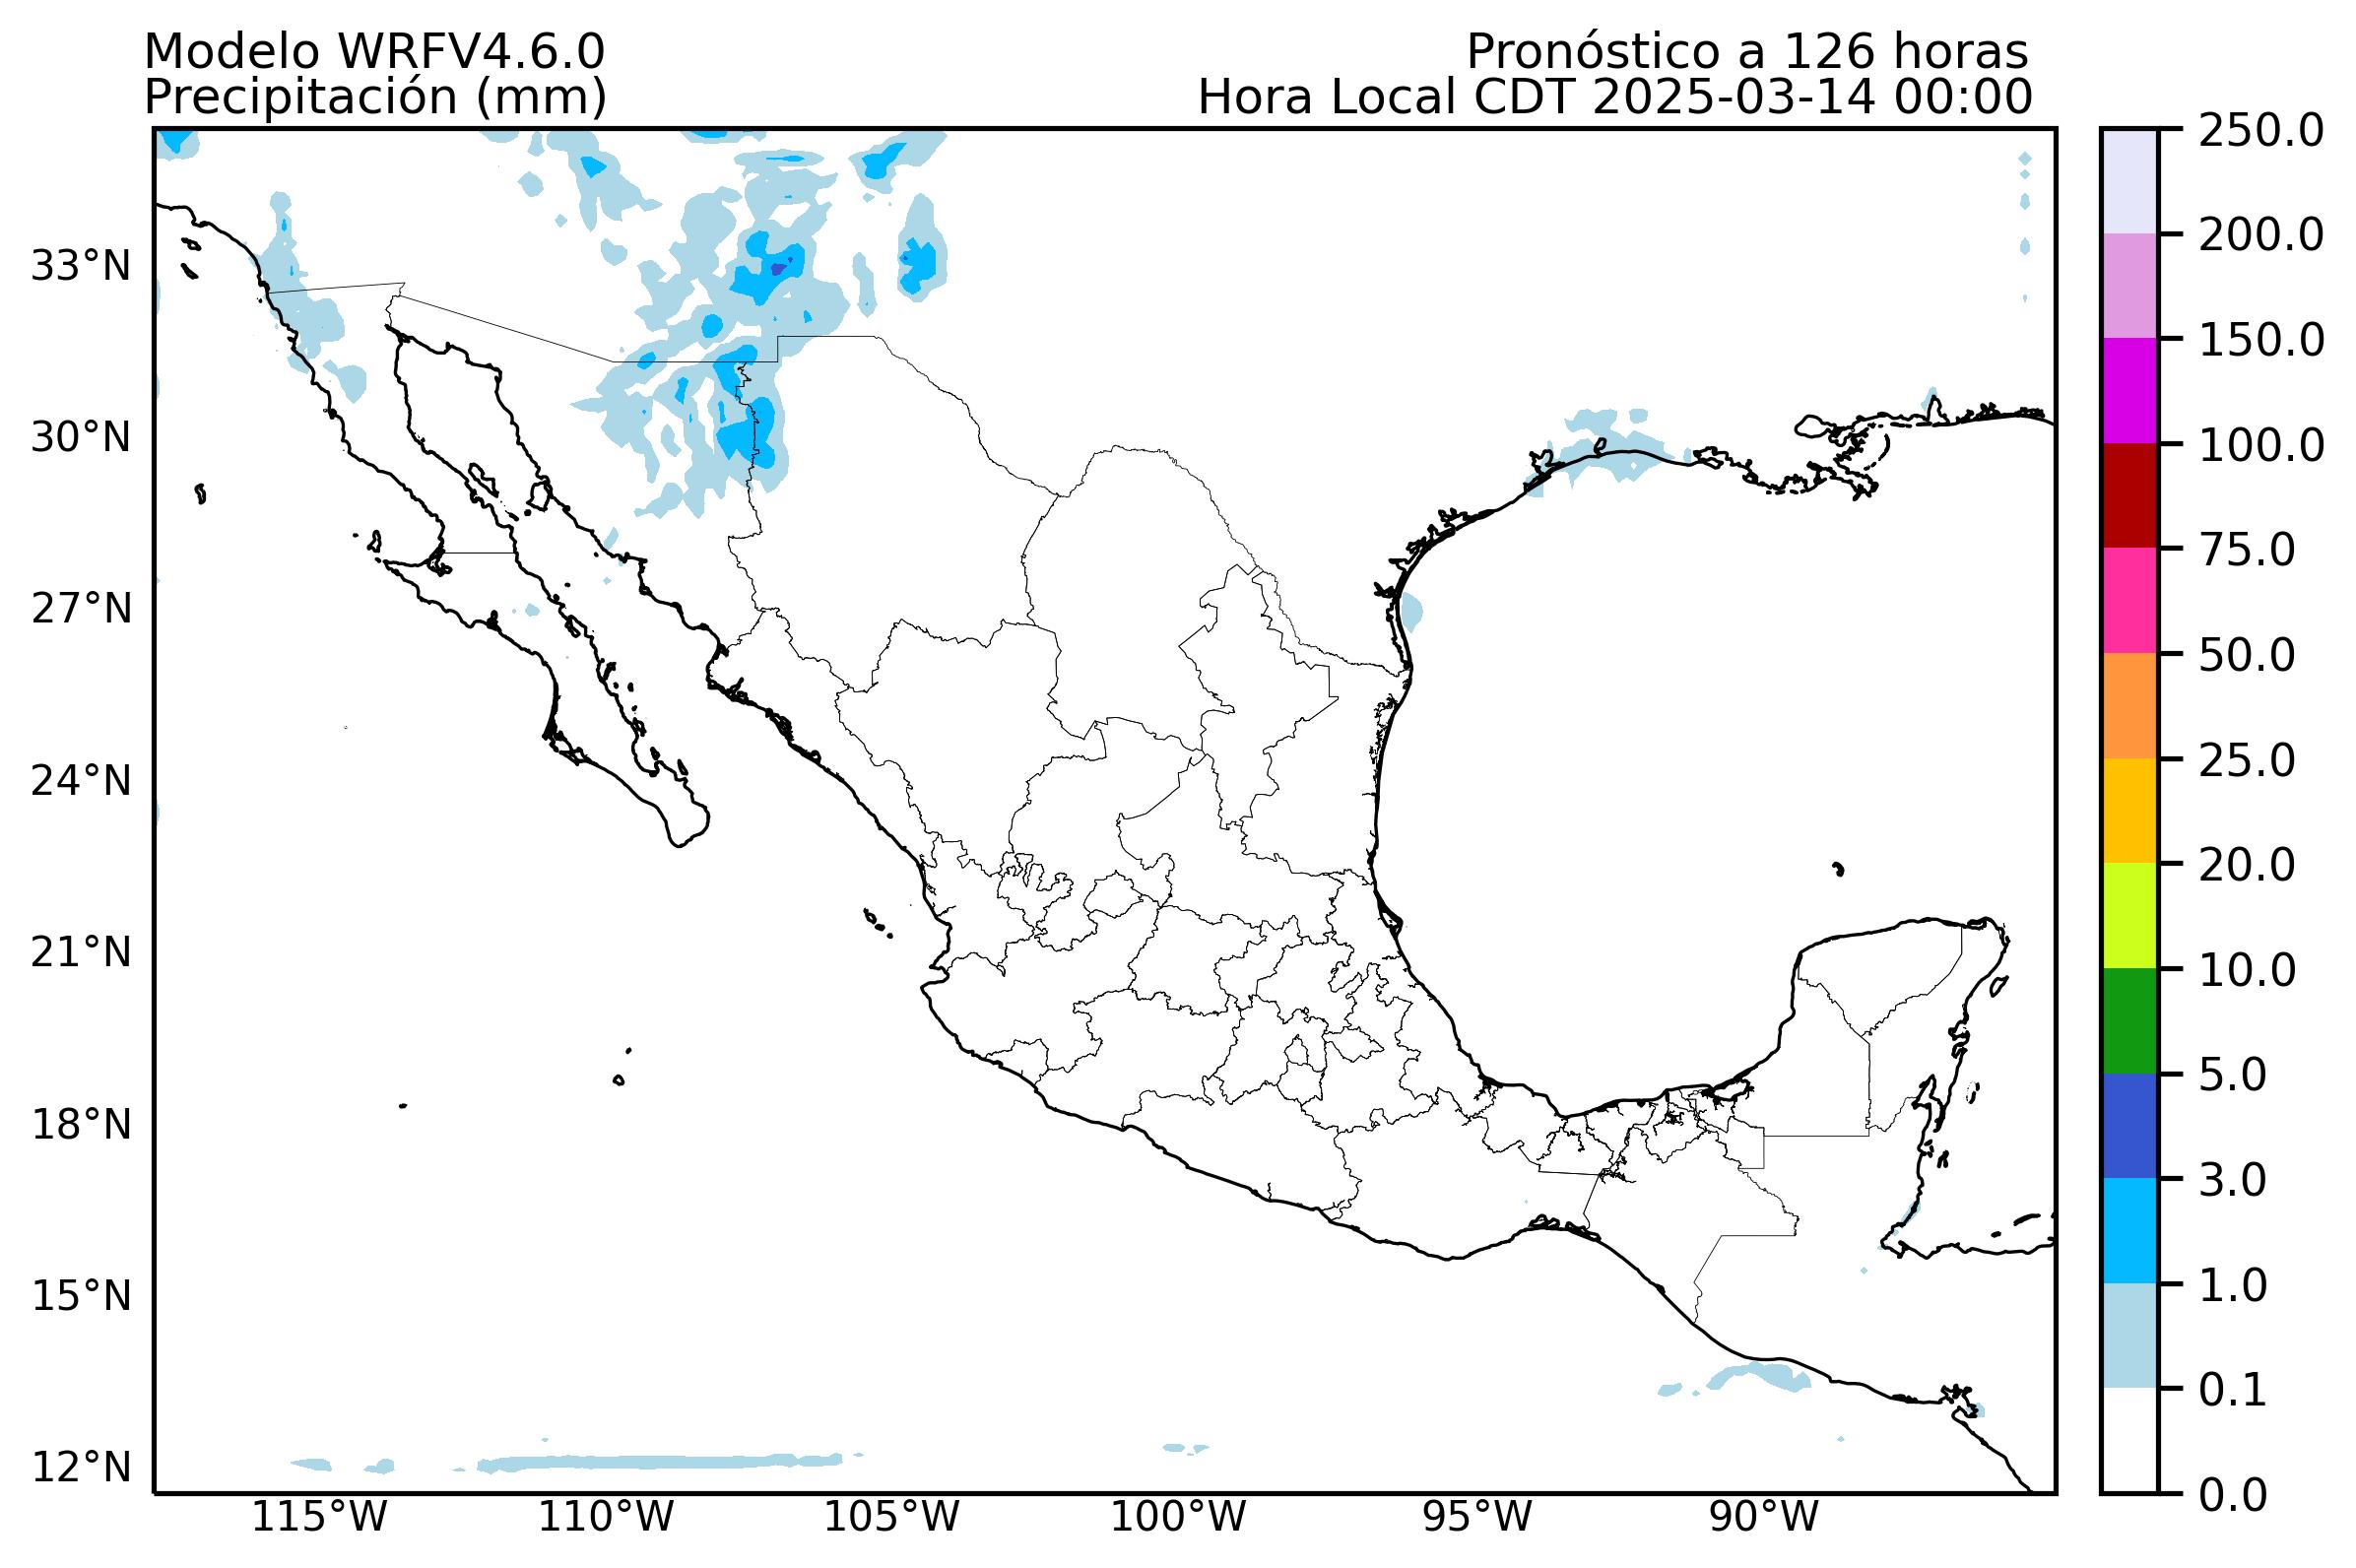 Modelo WRFV4.6.0
Precipitación (mm)
Pronóstico a 126 horas
Hora Local CDT 2025-03-14 00:00
33°N
30°N
27°N
24°N
21°N
18°N
15°N
12°N
115°W
110°W
105°W
100°W
95°W
90°W
250.0
200.0
150.0
100.0
75.0
50.0
25.0
20.0
10.0
5.0
3.0
1.0
0.1
0.0